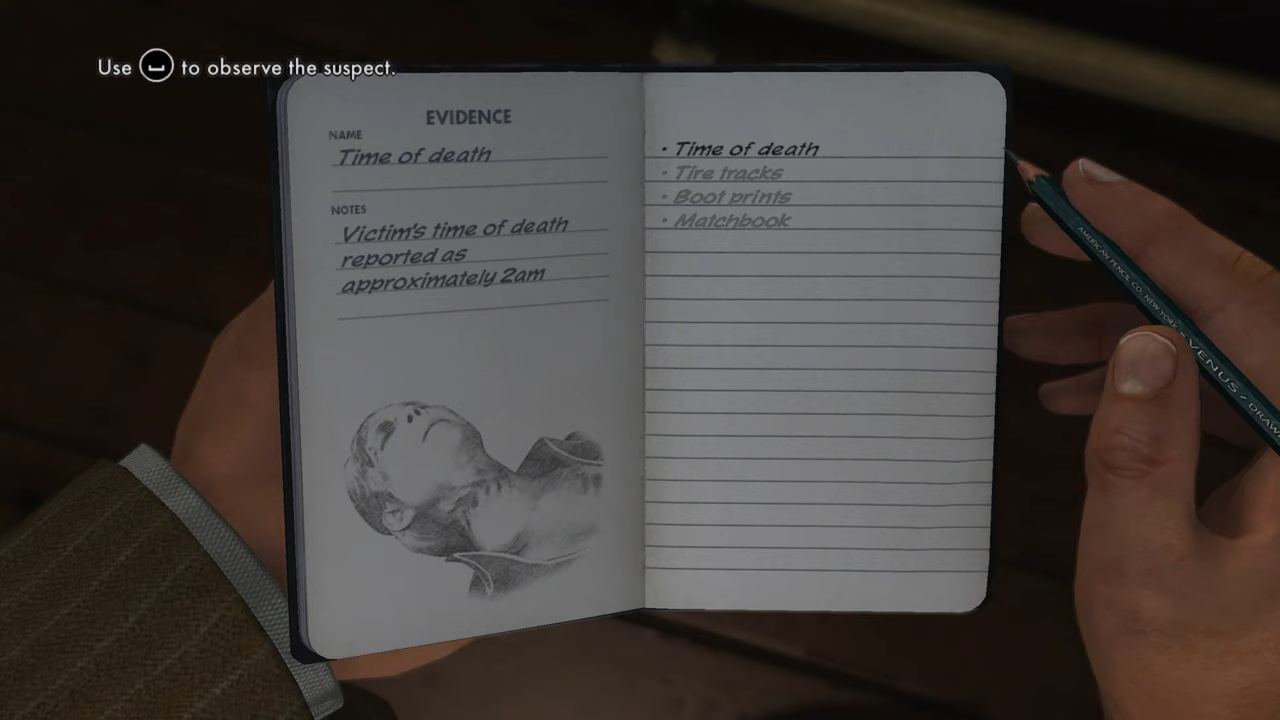 Use to observe the suspect.
EVIDENCE
NAME
Time of death
NOTES
Victim's time of death
reported as
approximately 2am
• Time of death
• Tire tracks
• Boot prints
• Matchbook
AMERICAN PENCIL CO. NEW YORK • VENUS / DRAW